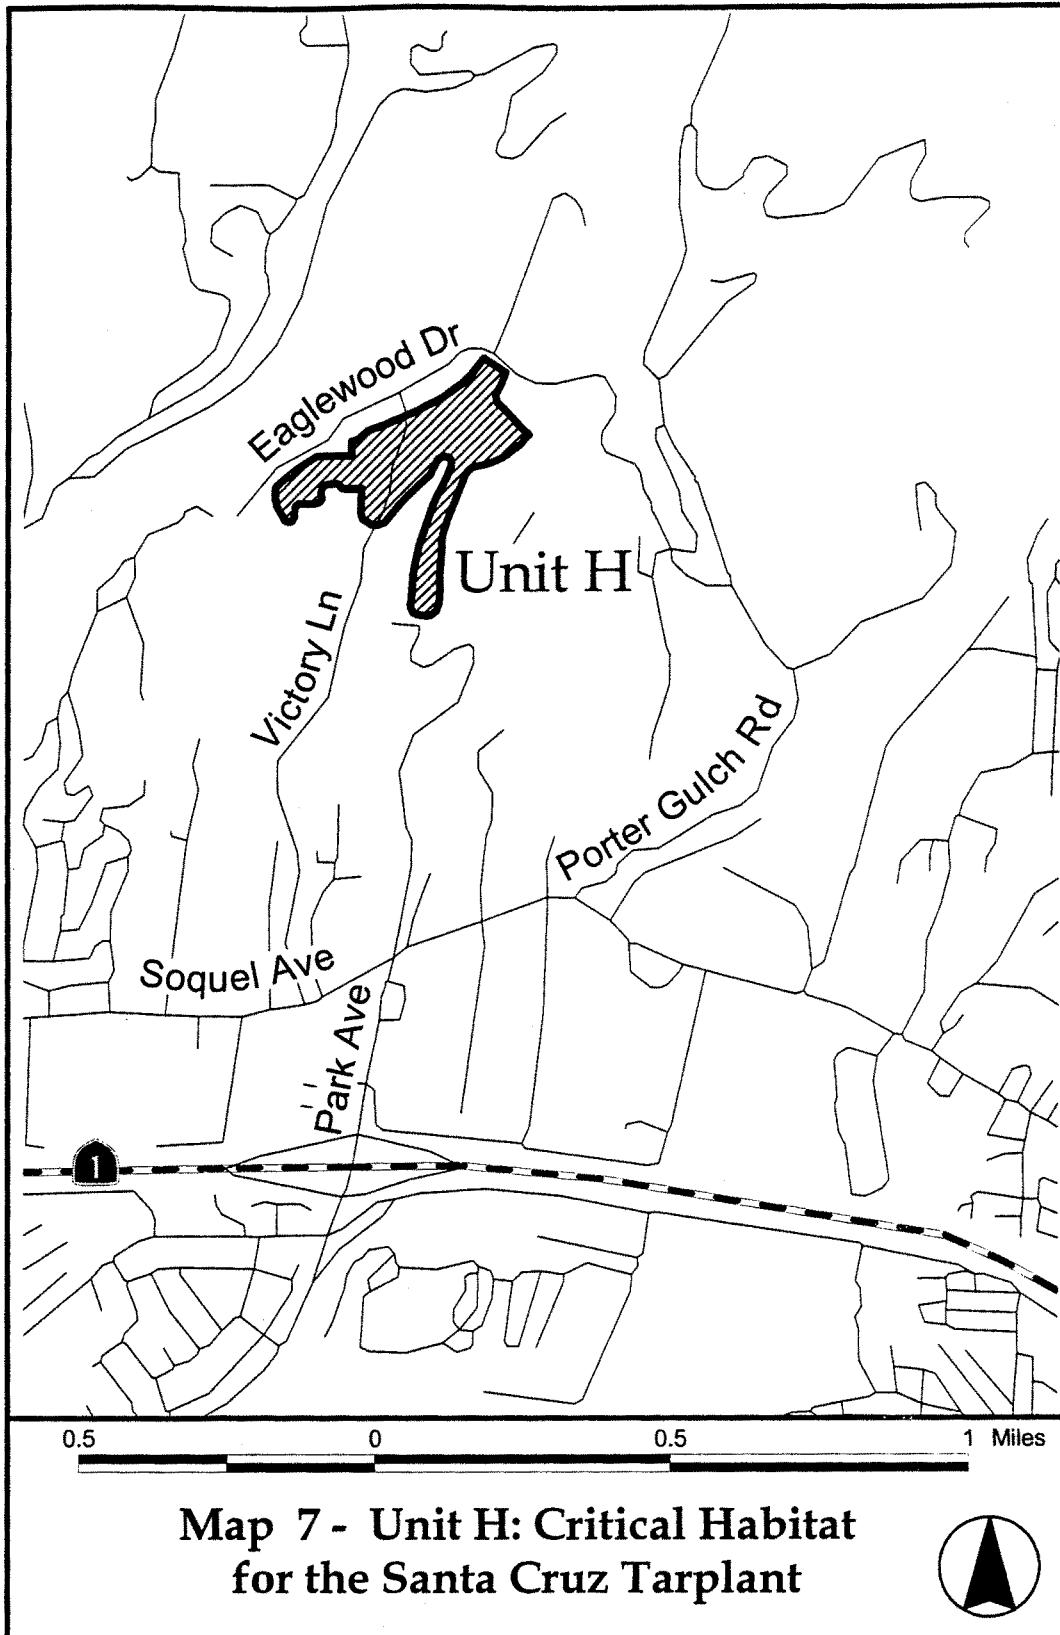 Eaglewood Dr
Unit H
Victory Ln
Porter Gulch Rd
Soquel Ave
Park Ave
1
0.5 0 0.5 1 Miles
Map 7 - Unit H: Critical Habitat
for the Santa Cruz Tarplant